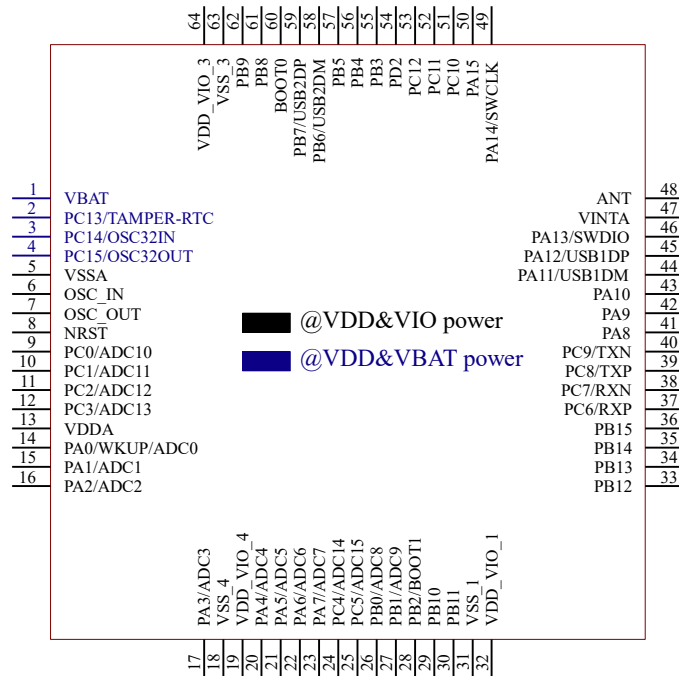 64
63
62
61
60
59
58
57
56
55
54
53
52
51
50
49
VDD_VIO_3
VSS_3
PB9
PB8
BOOT0
PB7/USB2DP
PB6/USB2DM
PB5
PB4
PB3
PD2
PC12
PC11
PC10
PA15
PA14/SWCLK
1 VBAT
2 PC13/TAMPER-RTC
3 PC14/OSC32IN
4 PC15/OSC32OUT
5 VSSA
6 OSC_IN
7 OSC_OUT
8 NRST
9 PC0/ADC10
10 PC1/ADC11
11 PC2/ADC12
12 PC3/ADC13
13 VDDA
14 PA0/WKUP/ADC0
15 PA1/ADC1
16 PA2/ADC2
@VDD&VIO power
@VDD&VBAT power
ANT 48
VINTA 47
PA13/SWDIO 46
PA12/USB1DP 45
PA11/USB1DM 44
PA10 43
PA9 42
PA8 41
PC9/TXN 40
PC8/TXP 39
PC7/RXN 38
PC6/RXP 37
PB15 36
PB14 35
PB13 34
PB12 33
PA3/ADC3
VSS_4
VDD_VIO_4
PA4/ADC4
PA5/ADC5
PA6/ADC6
PA7/ADC7
PC4/ADC14
PC5/ADC15
PB0/ADC8
PB1/ADC9
PB2/BOOT1
PB10
PB11
VSS_1
VDD_VIO_1
17
18
19
20
21
22
23
24
25
26
27
28
29
30
31
32